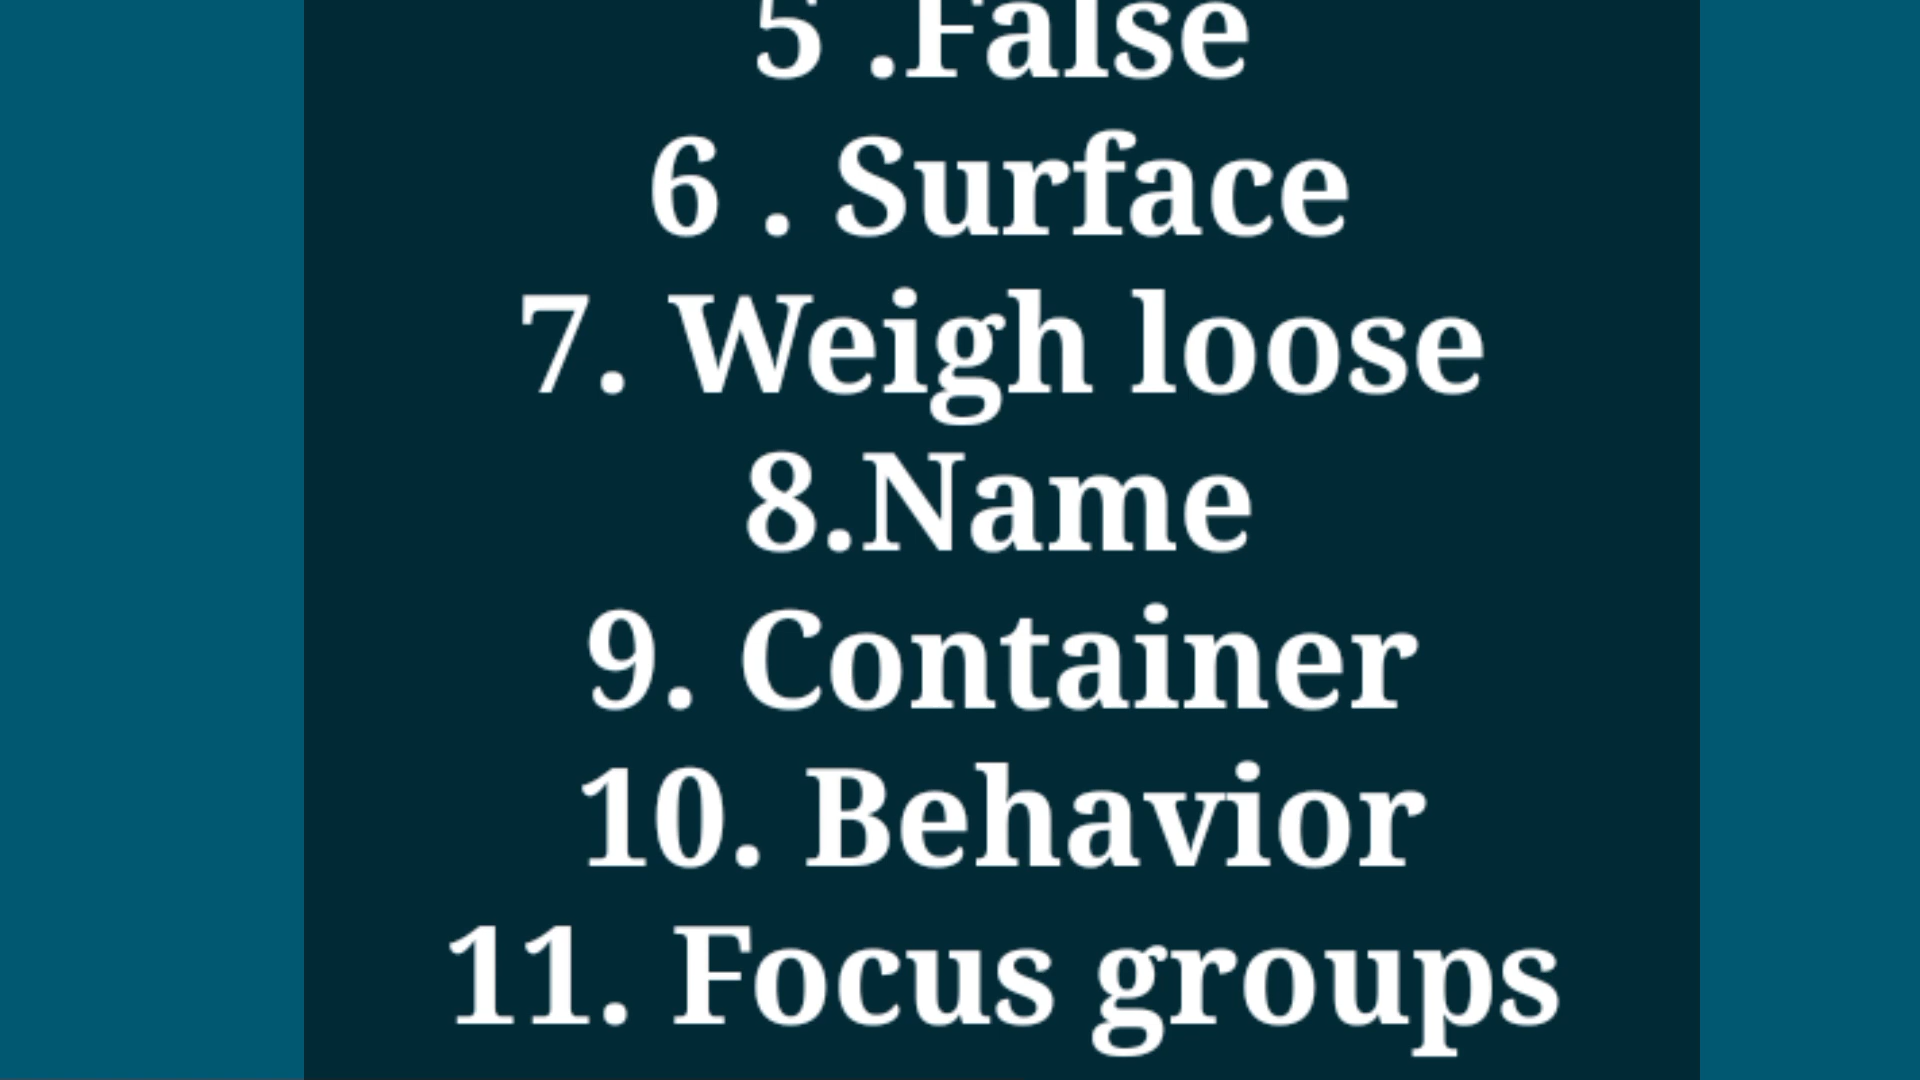 5 .False
6 . Surface
7. Weigh loose
8.Name
9. Container
10. Behavior
11. Focus groups